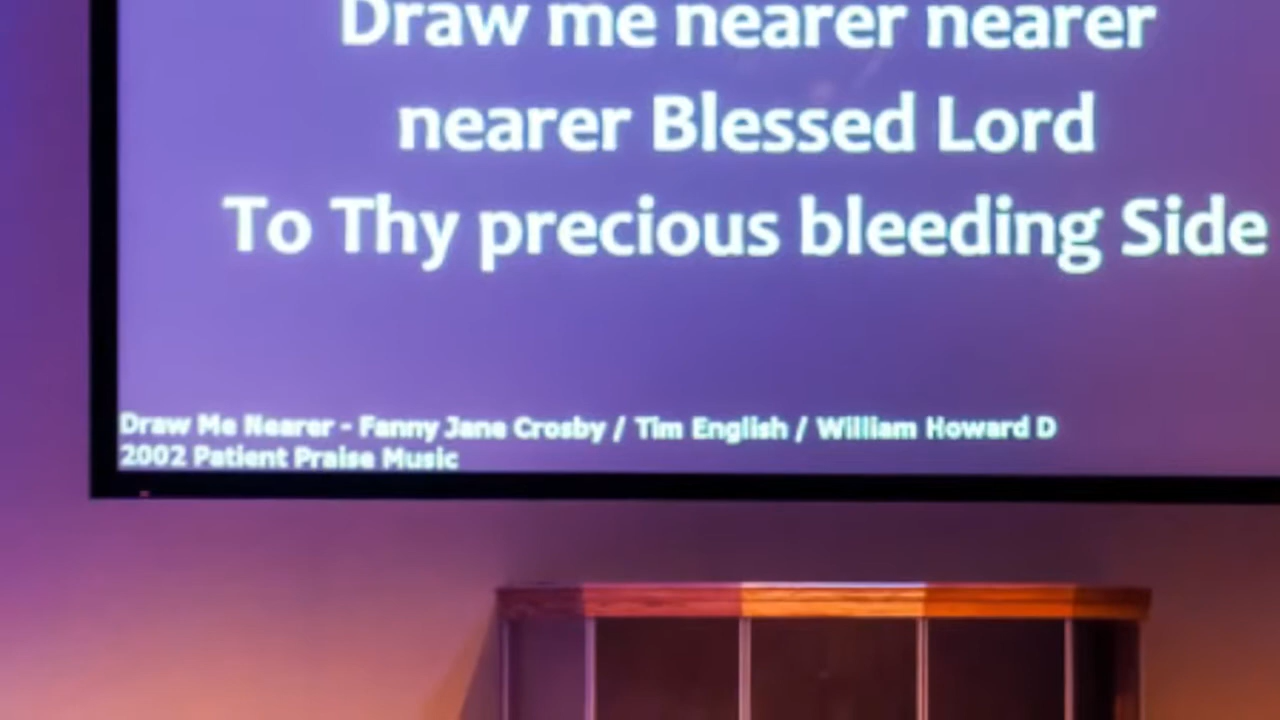 Draw me nearer nearer
nearer Blessed Lord
To Thy precious bleeding Side
Draw Me Nearer - Fanny Jane Crosby / Tim English / William Howard D
2002 Patient Praise Music